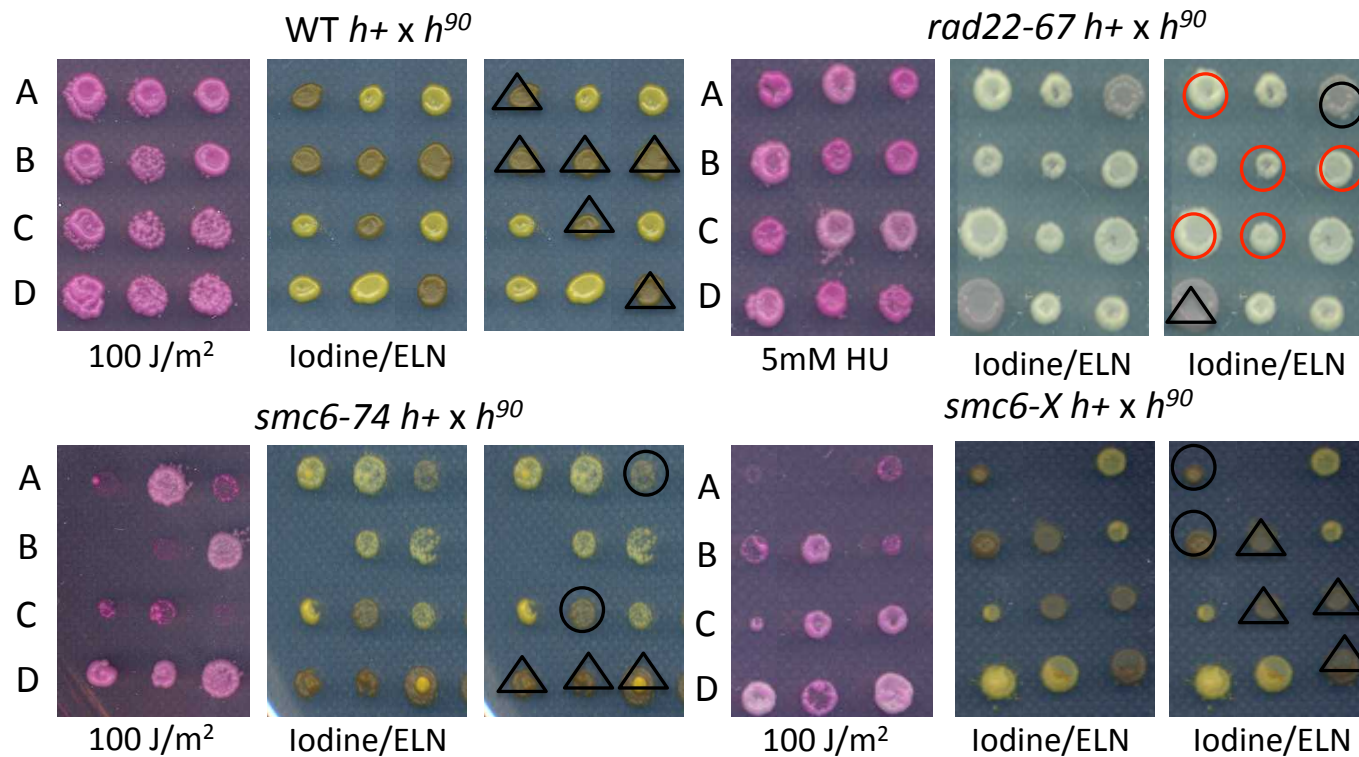 WT h+ x h⁹⁰
A
B
C
D
100 J/m²
Iodine/ELN
rad22-67 h+ x h⁹⁰
A
B
C
D
5mM HU
Iodine/ELN
Iodine/ELN
smc6-74 h+ x h⁹⁰
A
B
C
D
100 J/m²
Iodine/ELN
smc6-X h+ x h⁹⁰
A
B
C
D
100 J/m²
Iodine/ELN
Iodine/ELN